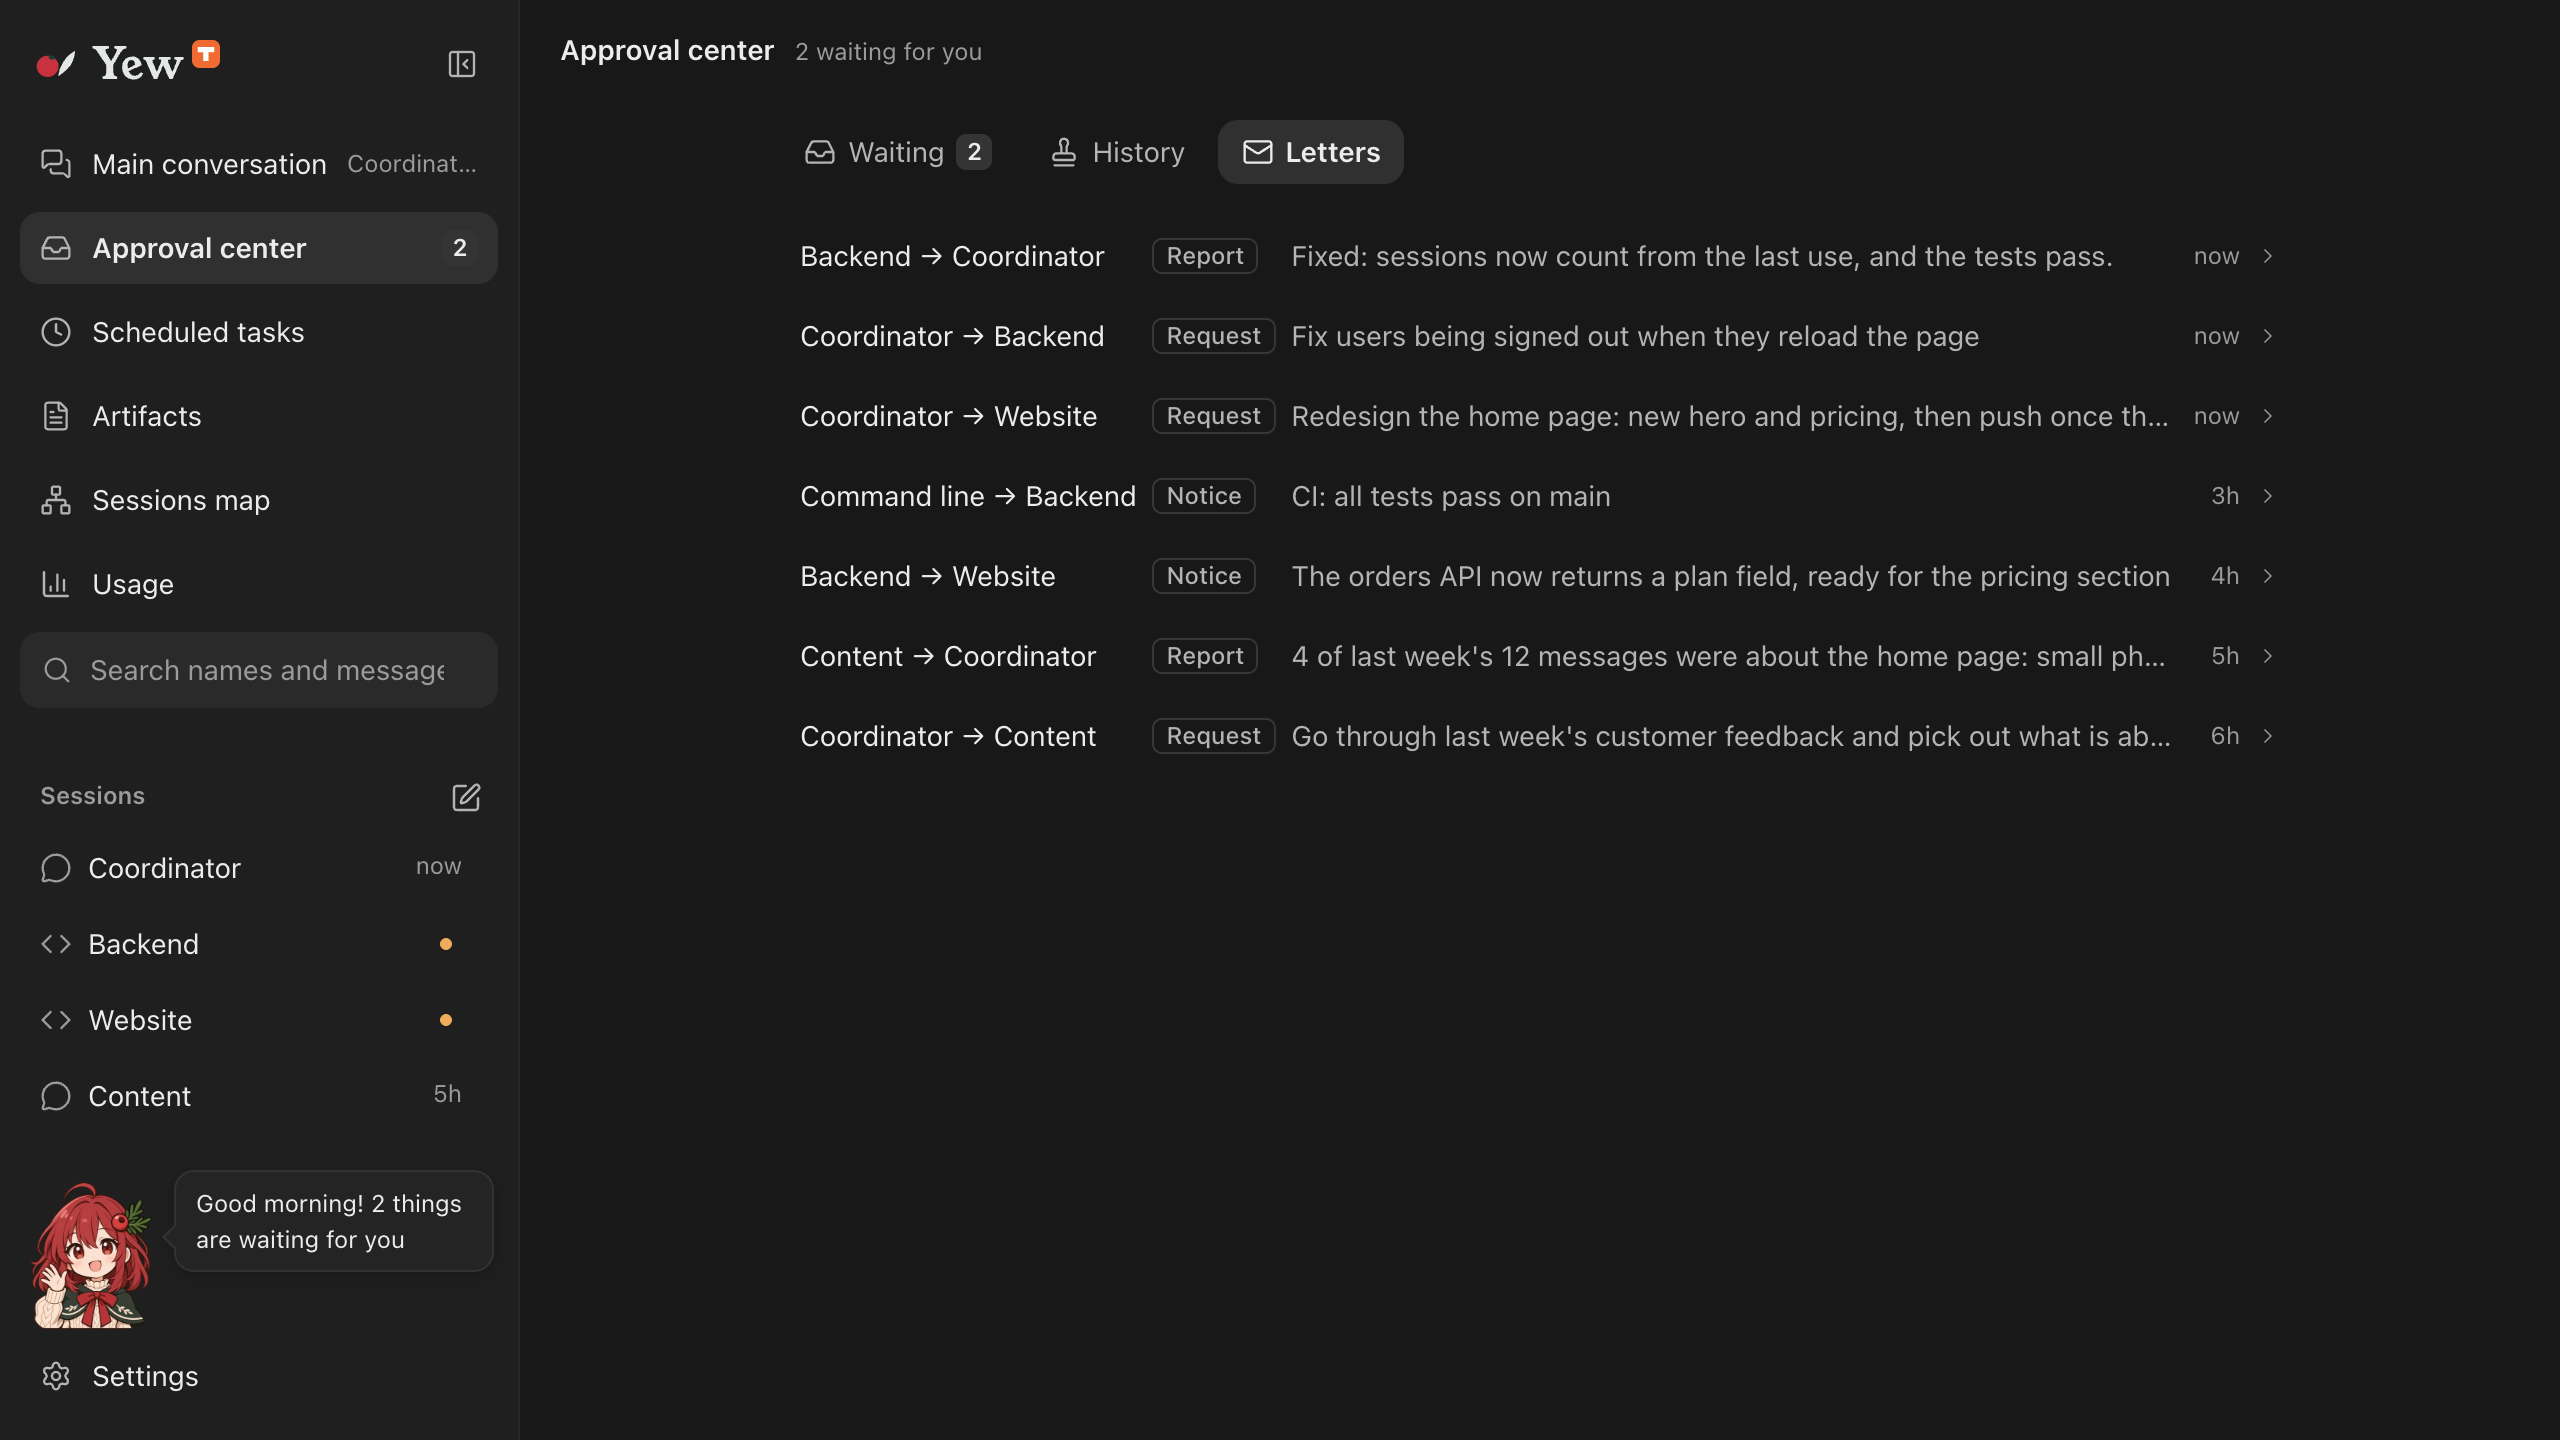 Yew T
Main conversation Coordinat...
Approval center 2
Scheduled tasks
Artifacts
Sessions map
Usage
Search names and message
Sessions
Coordinator now
Backend
Website
Content 5h
Good morning! 2 things
are waiting for you
Settings
Approval center 2 waiting for you
Waiting 2 History Letters
Backend → Coordinator Report Fixed: sessions now count from the last use, and the tests pass. now
Coordinator → Backend Request Fix users being signed out when they reload the page now
Coordinator → Website Request Redesign the home page: new hero and pricing, then push once th... now
Command line → Backend Notice CI: all tests pass on main 3h
Backend → Website Notice The orders API now returns a plan field, ready for the pricing section 4h
Content → Coordinator Report 4 of last week's 12 messages were about the home page: small ph... 5h
Coordinator → Content Request Go through last week's customer feedback and pick out what is ab... 6h